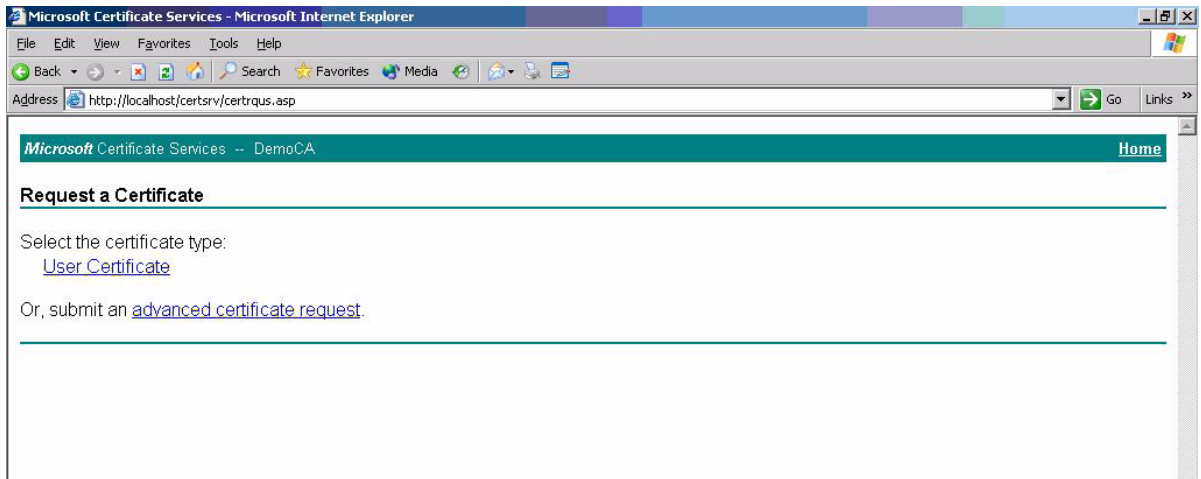 Microsoft Certificate Services - Microsoft Internet Explorer
File Edit View Favorites Tools Help
Back Search Favorites Media
Address http://localhost/certsrv/certrqus.asp Go Links »
Microsoft Certificate Services -- DemoCA Home
Request a Certificate
Select the certificate type:
User Certificate
Or, submit an advanced certificate request.